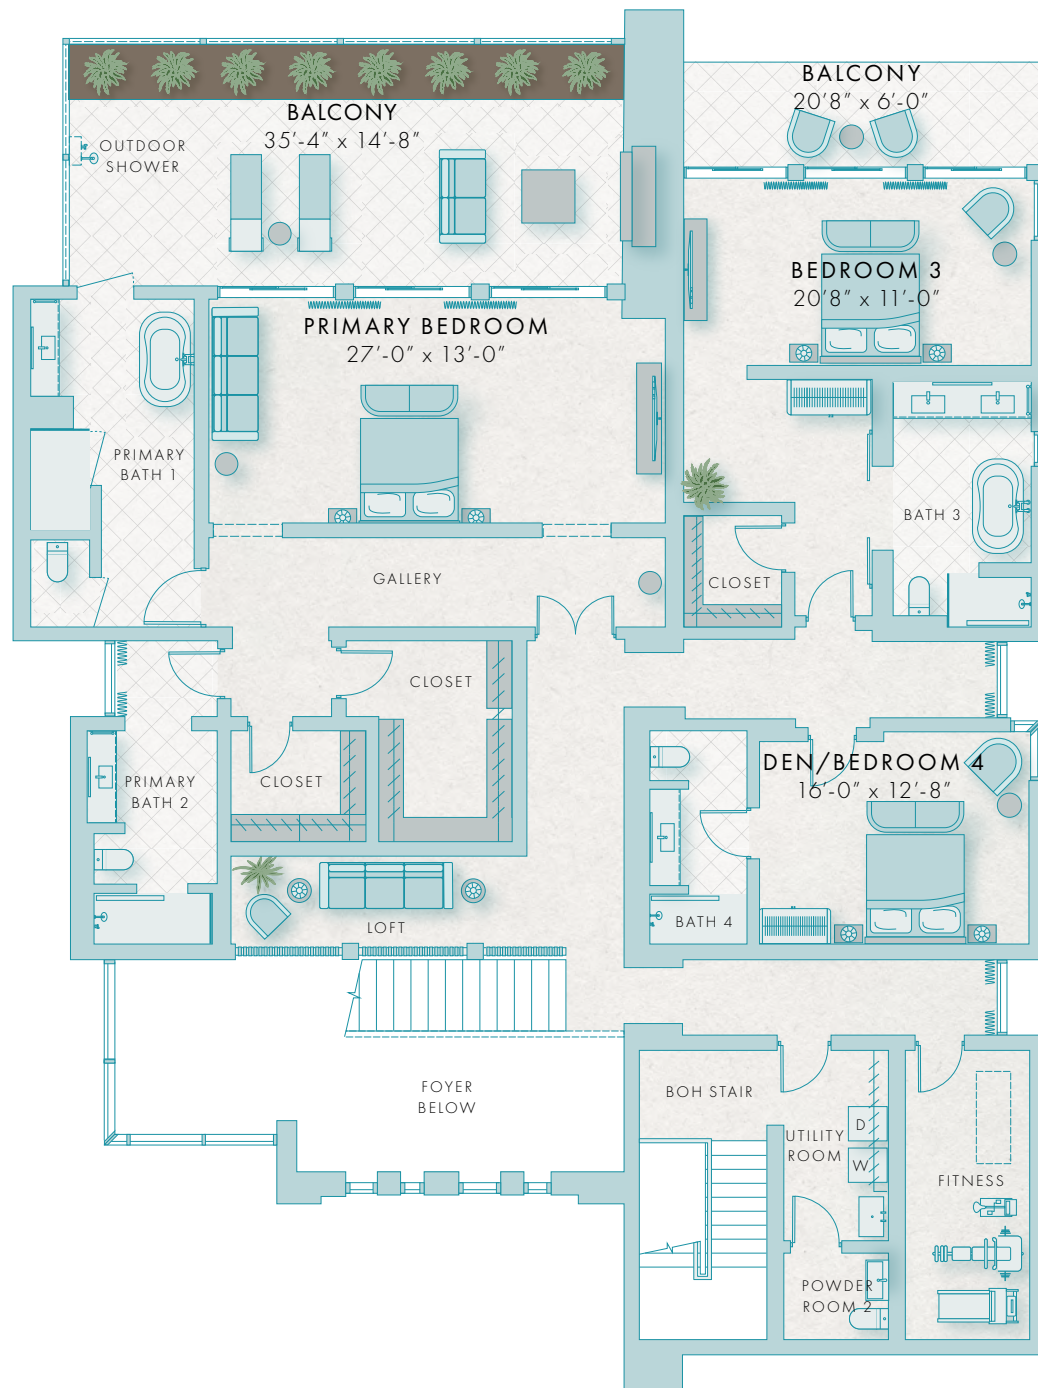 BALCONY
35'-4" x 14'-8"
OUTDOOR
SHOWER
BALCONY
20'8" x 6'-0"
BEDROOM 3
20'8" x 11'-0"
PRIMARY BEDROOM
27'-0" x 13'-0"
PRIMARY
BATH 1
BATH 3
GALLERY
CLOSET
CLOSET
CLOSET
PRIMARY
BATH 2
DEN/BEDROOM 4
16'-0" x 12'-8"
BATH 4
LOFT
FOYER
BELOW
BOH STAIR
D
UTILITY
ROOM
W
FITNESS
POWDER
ROOM 2